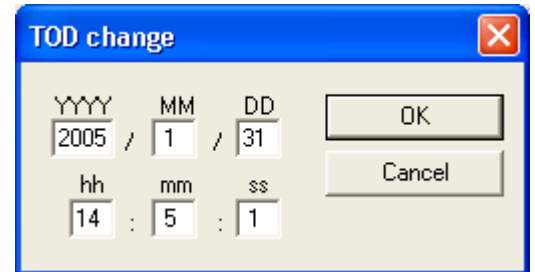 TOD change
YYYY MM DD
2005 / 1 / 31
OK
hh mm ss
14 : 5 : 1
Cancel